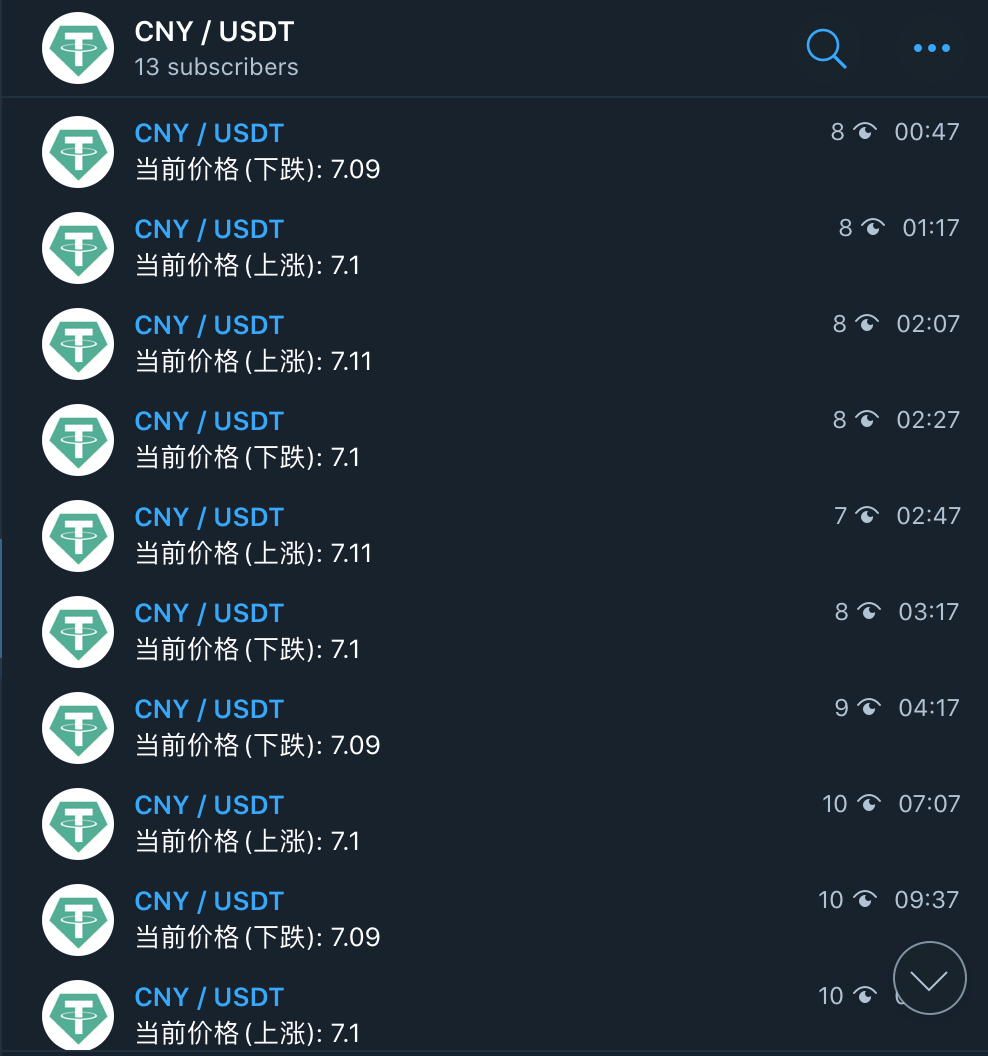 CNY / USDT
13 subscribers
CNY / USDT
8 00:47
当前价格(下跌): 7.09
CNY / USDT
8 01:17
当前价格(上涨): 7.1
CNY / USDT
8 02:07
当前价格(上涨): 7.11
CNY / USDT
8 02:27
当前价格(下跌): 7.1
CNY / USDT
7 02:47
当前价格(上涨): 7.11
CNY / USDT
8 03:17
当前价格(下跌): 7.1
CNY / USDT
9 04:17
当前价格(下跌): 7.09
CNY / USDT
10 07:07
当前价格(上涨): 7.1
CNY / USDT
10 09:37
当前价格(下跌): 7.09
CNY / USDT
10
当前价格(上涨): 7.1